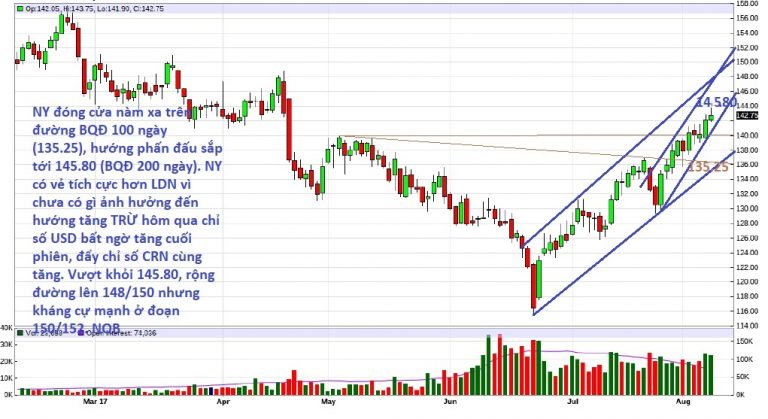 Op:142.05, Hi:143.75, Lo:141.90, Cl:142.75
158.00
156.00
154.00
152.00
150.00
148.00
146.00
145.80
144.00
142.75
140.00
138.00
136.00
135.25
134.00
132.00
130.00
128.00
126.00
124.00
122.00
120.00
118.00
116.00
114.00
NY đóng cửa nằm xa trên
đường BQĐ 100 ngày
(135.25), hướng phấn đấu sắp
tới 145.80 (BQĐ 200 ngày). NY
có vẻ tích cực hơn LDN vì
chưa có gì ảnh hưởng đến
hướng tăng TRỪ hôm qua chỉ
số USD bất ngờ tăng cuối
phiên, đẩy chỉ số CRN cùng
tăng. Vượt khỏi 145.80, rộng
đường lên 148/150 nhưng
kháng cự mạnh ở đoạn
150/152. NQB
Open Interest: 74,036
40K
30K
20K
10K
0K
150K
100K
50K
0K
Mar 17
Apr
May
Jun
Jul
Aug